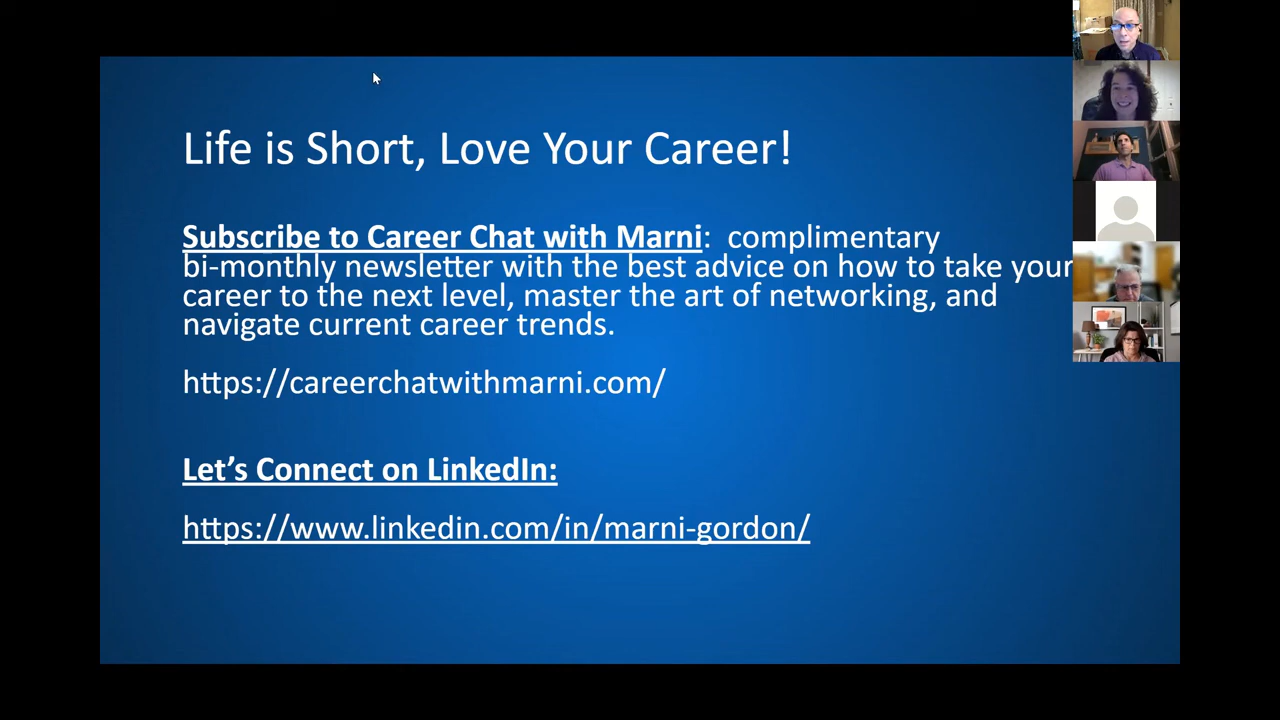 Life is Short, Love Your Career!
Subscribe to Career Chat with Marni:  complimentary
bi-monthly newsletter with the best advice on how to take your
career to the next level, master the art of networking, and
navigate current career trends.
https://careerchatwithmarni.com/
Let’s Connect on LinkedIn:
https://www.linkedin.com/in/marni-gordon/